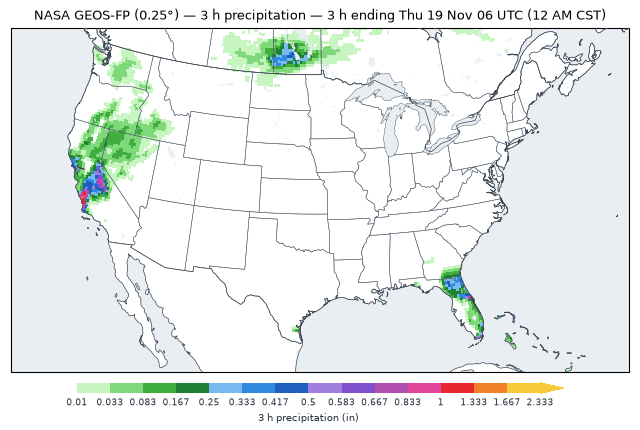 NASA GEOS-FP (0.25°) — 3 h precipitation — 3 h ending Thu 19 Nov 06 UTC (12 AM CST)
0.01 0.033 0.083 0.167 0.25 0.333 0.417 0.5 0.583 0.667 0.833 1 1.333 1.667 2.333
3 h precipitation (in)